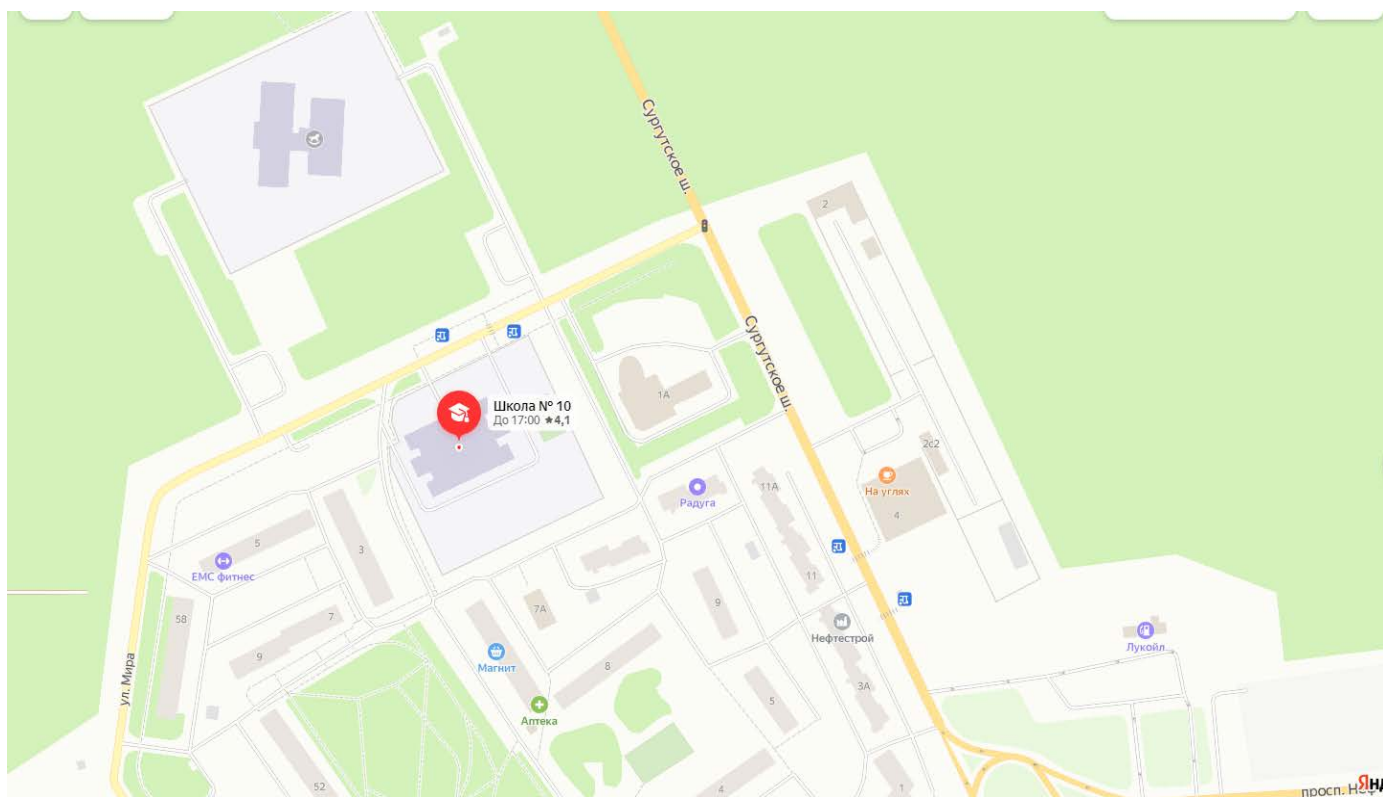 Сургутское ш.
2
Сургутское ш.
1А
Школа № 10
До 17:00 ★4,1
2с2
На углях
4
11А
Радуга
5
3
ЕМС фитнес
11
7А
9
58
7
Нефтестрой
9
Магнит
8
Лукойл
ул. Мира
3А
5
Аптека
52
4
1
просп. Неф
Янд